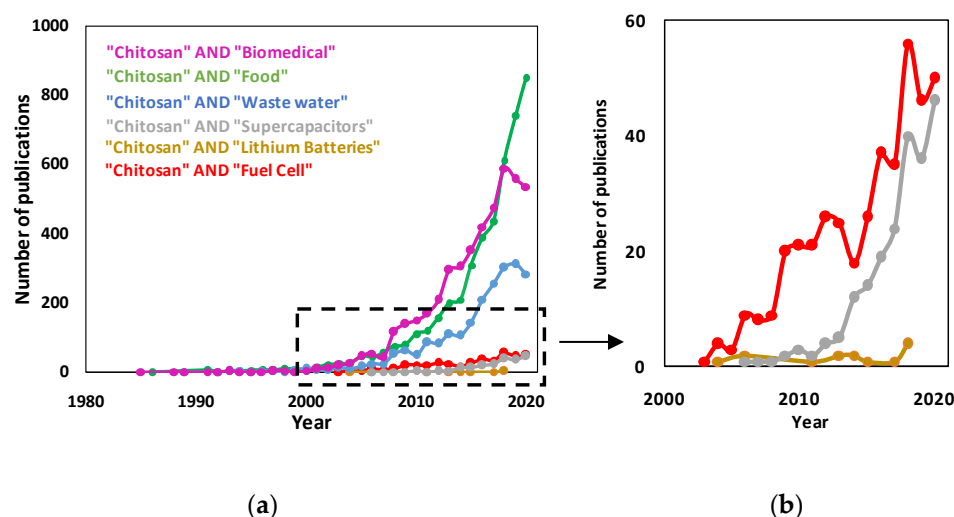 1000
800
600
400
200
0
Number of publications
"Chitosan" AND "Biomedical"
"Chitosan" AND "Food"
"Chitosan" AND "Waste water"
"Chitosan" AND "Supercapacitors"
"Chitosan" AND "Lithium Batteries"
"Chitosan" AND "Fuel Cell"
1980
1990
2000
2010
2020
Year
(a)
60
40
20
0
Number of publications
2000
2010
2020
Year
(b)